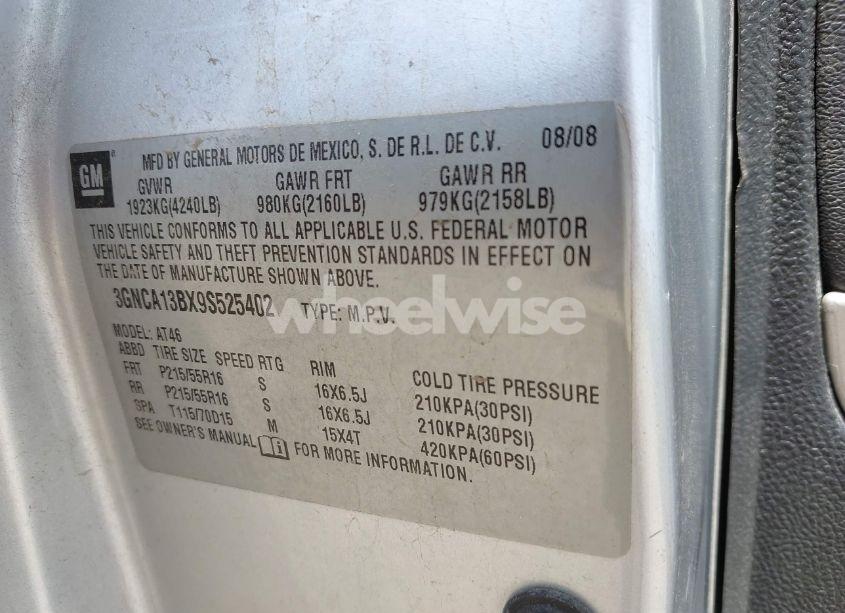 GM
MFD BY GENERAL MOTORS DE MEXICO, S. DE R.L. DE C.V. 08/08
GVWR GAWR FRT GAWR RR
1923KG(4240LB) 980KG(2160LB) 979KG(2158LB)
THIS VEHICLE CONFORMS TO ALL APPLICABLE U.S. FEDERAL MOTOR
VEHICLE SAFETY AND THEFT PREVENTION STANDARDS IN EFFECT ON
THE DATE OF MANUFACTURE SHOWN ABOVE.
3GNCA13BX9S525402 TYPE: M.P.V.
wheelwise
MODEL: AT46
ABBD TIRE SIZE SPEED RTG RIM COLD TIRE PRESSURE
FRT P215/55R16 S 16X6.5J 210KPA(30PSI)
RR P215/55R16 S 16X6.5J 210KPA(30PSI)
SPA T115/70D15 M 15X4T 420KPA(60PSI)
SEE OWNER'S MANUAL FOR MORE INFORMATION.